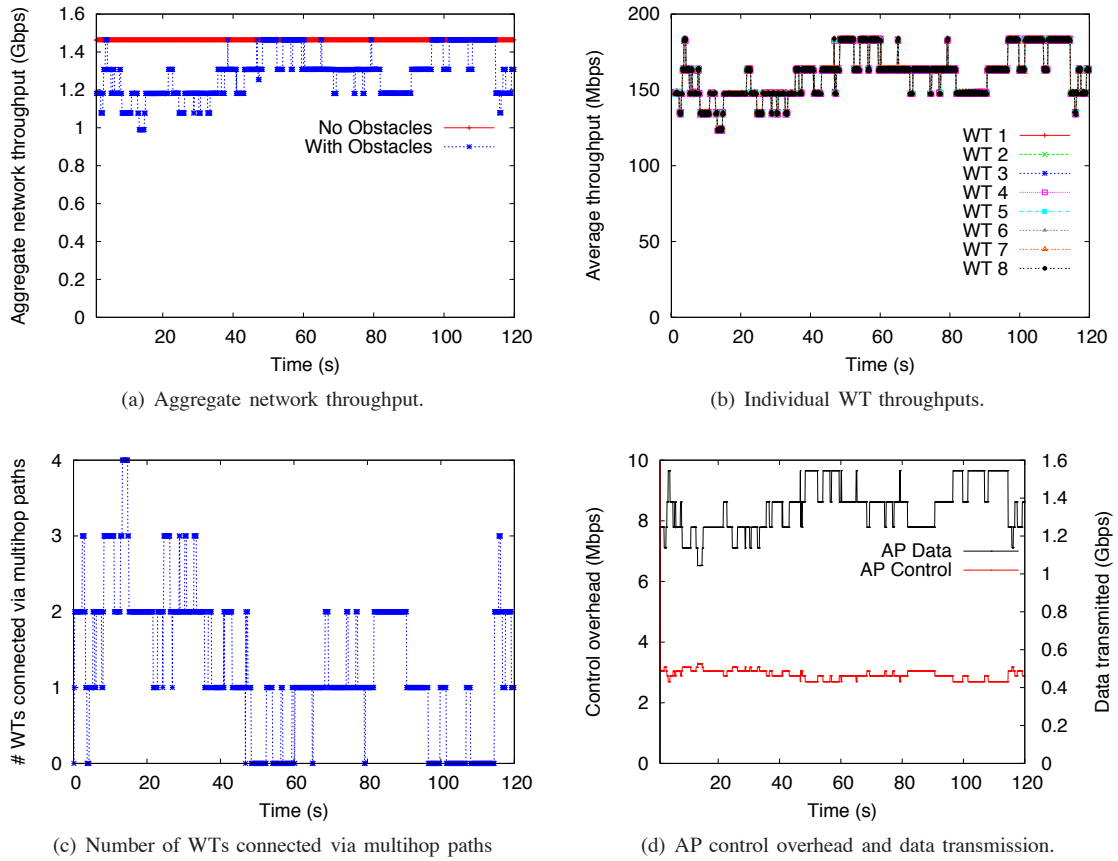 Aggregate network throughput (Gbps)
1.6
1.4
1.2
1
0.8
0.6
0.4
0.2
0
20 40 60 80 100 120
Time (s)
No Obstacles
With Obstacles
(a) Aggregate network throughput.
Average throughput (Mbps)
200
150
100
50
0
0 20 40 60 80 100 120
Time (s)
WT 1
WT 2
WT 3
WT 4
WT 5
WT 6
WT 7
WT 8
(b) Individual WT throughputs.
# WTs connected via multihop paths
4
3
2
1
0
0 20 40 60 80 100 120
Time (s)
(c) Number of WTs connected via multihop paths
Control overhead (Mbps)
10
8
6
4
2
0
20 40 60 80 100 120
Time (s)
AP Data
AP Control
1.6
1.4
1.2
1
0.8
0.6
0.4
0.2
0
Data transmitted (Gbps)
(d) AP control overhead and data transmission.